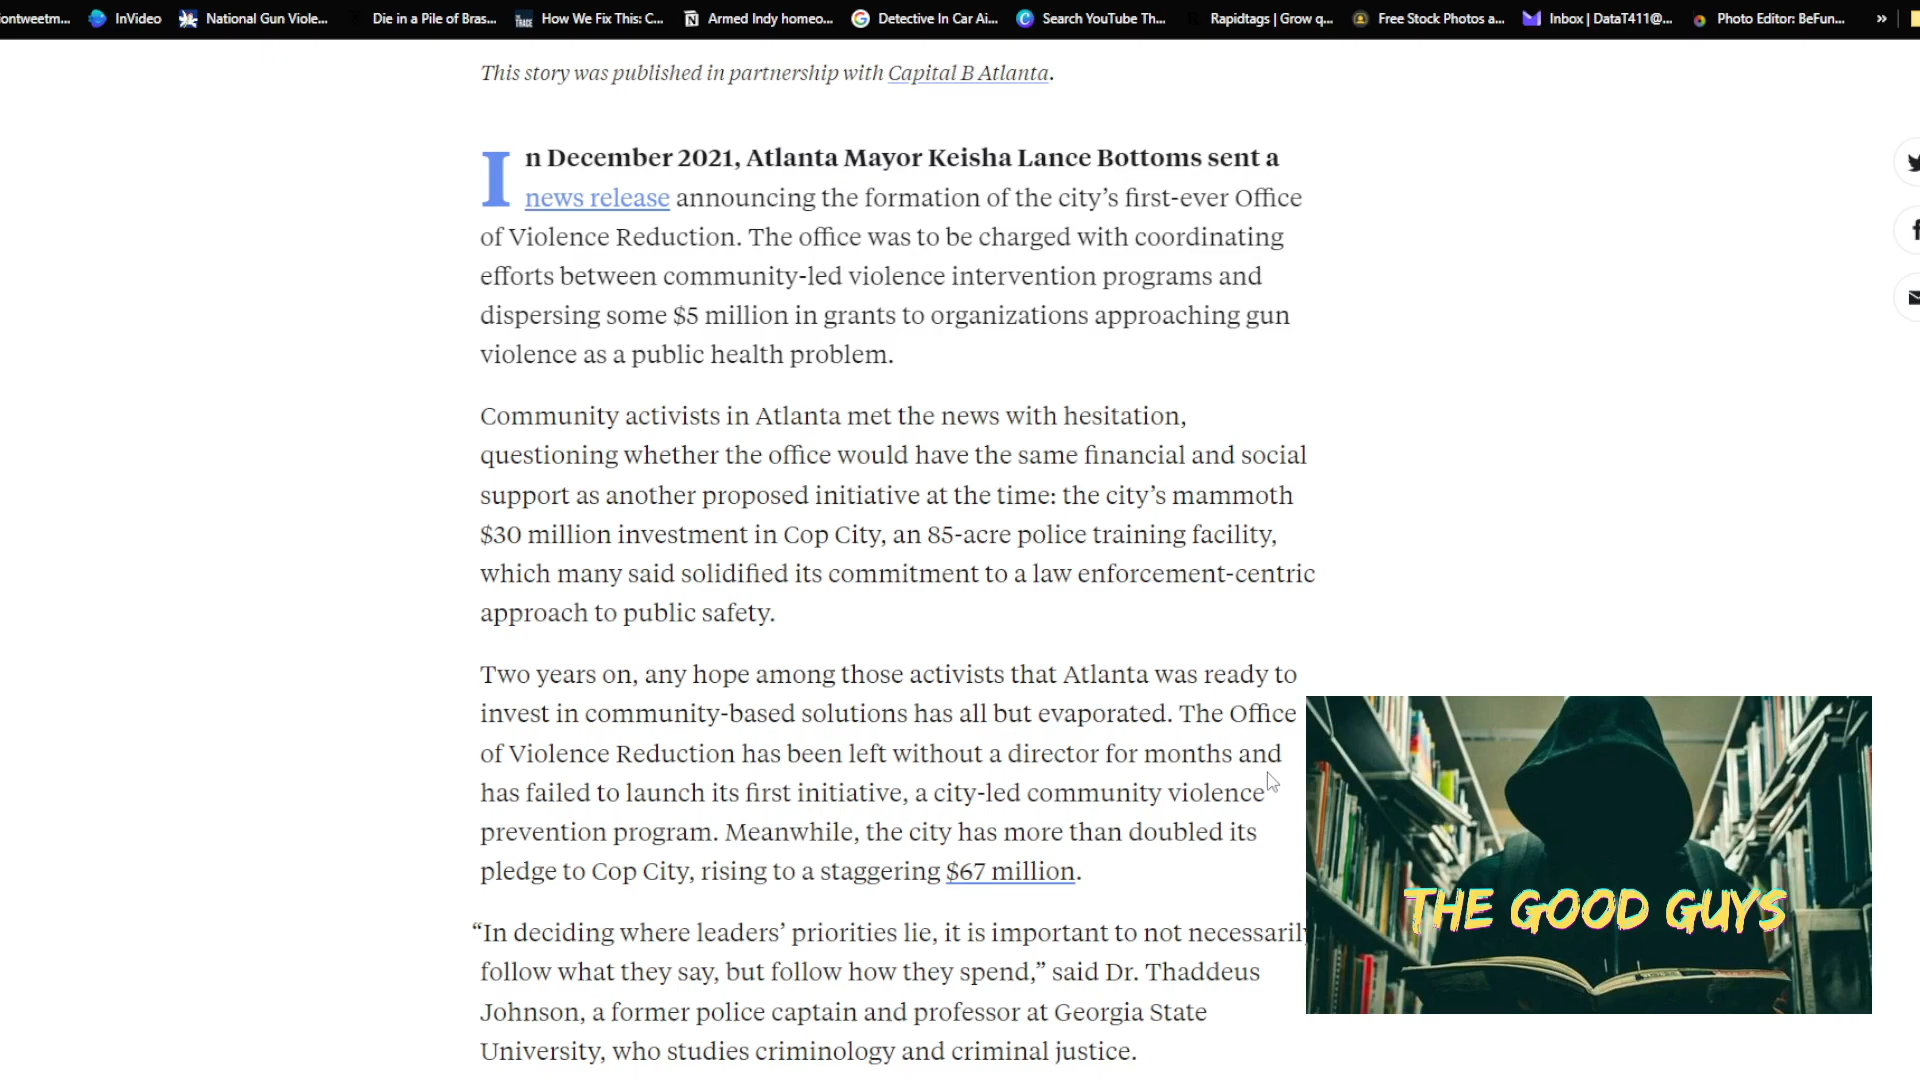 iontweetm...
InVideo
National Gun Viole...
Die in a Pile of Bras...
How We Fix This: C...
Armed Indy homeo...
Detective In Car Ai...
Search YouTube Th...
Rapidtags | Grow q...
Free Stock Photos a...
Inbox | DataT411@...
Photo Editor: BeFun...
»
This story was published in partnership with Capital B Atlanta.
In December 2021, Atlanta Mayor Keisha Lance Bottoms sent a
news release announcing the formation of the city’s first-ever Office
of Violence Reduction. The office was to be charged with coordinating
efforts between community-led violence intervention programs and
dispersing some $5 million in grants to organizations approaching gun
violence as a public health problem.
Community activists in Atlanta met the news with hesitation,
questioning whether the office would have the same financial and social
support as another proposed initiative at the time: the city’s mammoth
$30 million investment in Cop City, an 85-acre police training facility,
which many said solidified its commitment to a law enforcement-centric
approach to public safety.
Two years on, any hope among those activists that Atlanta was ready to
invest in community-based solutions has all but evaporated. The Office
of Violence Reduction has been left without a director for months and
has failed to launch its first initiative, a city-led community violence
prevention program. Meanwhile, the city has more than doubled its
pledge to Cop City, rising to a staggering $67 million.
“In deciding where leaders’ priorities lie, it is important to not necessarily
follow what they say, but follow how they spend,” said Dr. Thaddeus
Johnson, a former police captain and professor at Georgia State
University, who studies criminology and criminal justice.
THE GOOD GUYS